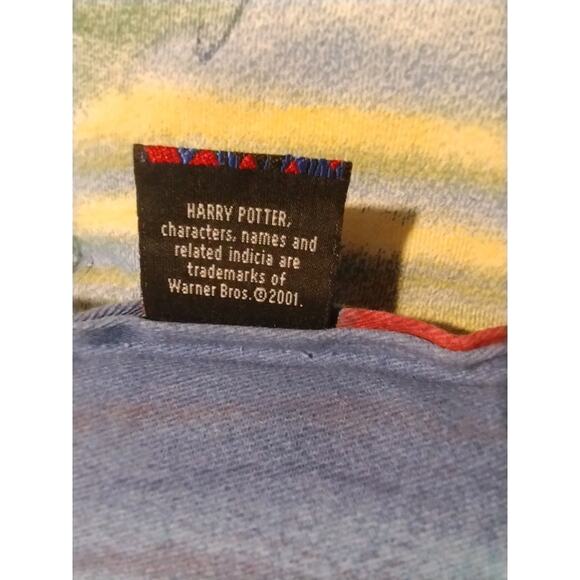 HARRY POTTER,
characters, names and
related indicia are
trademarks of
Warner Bros.©2001.